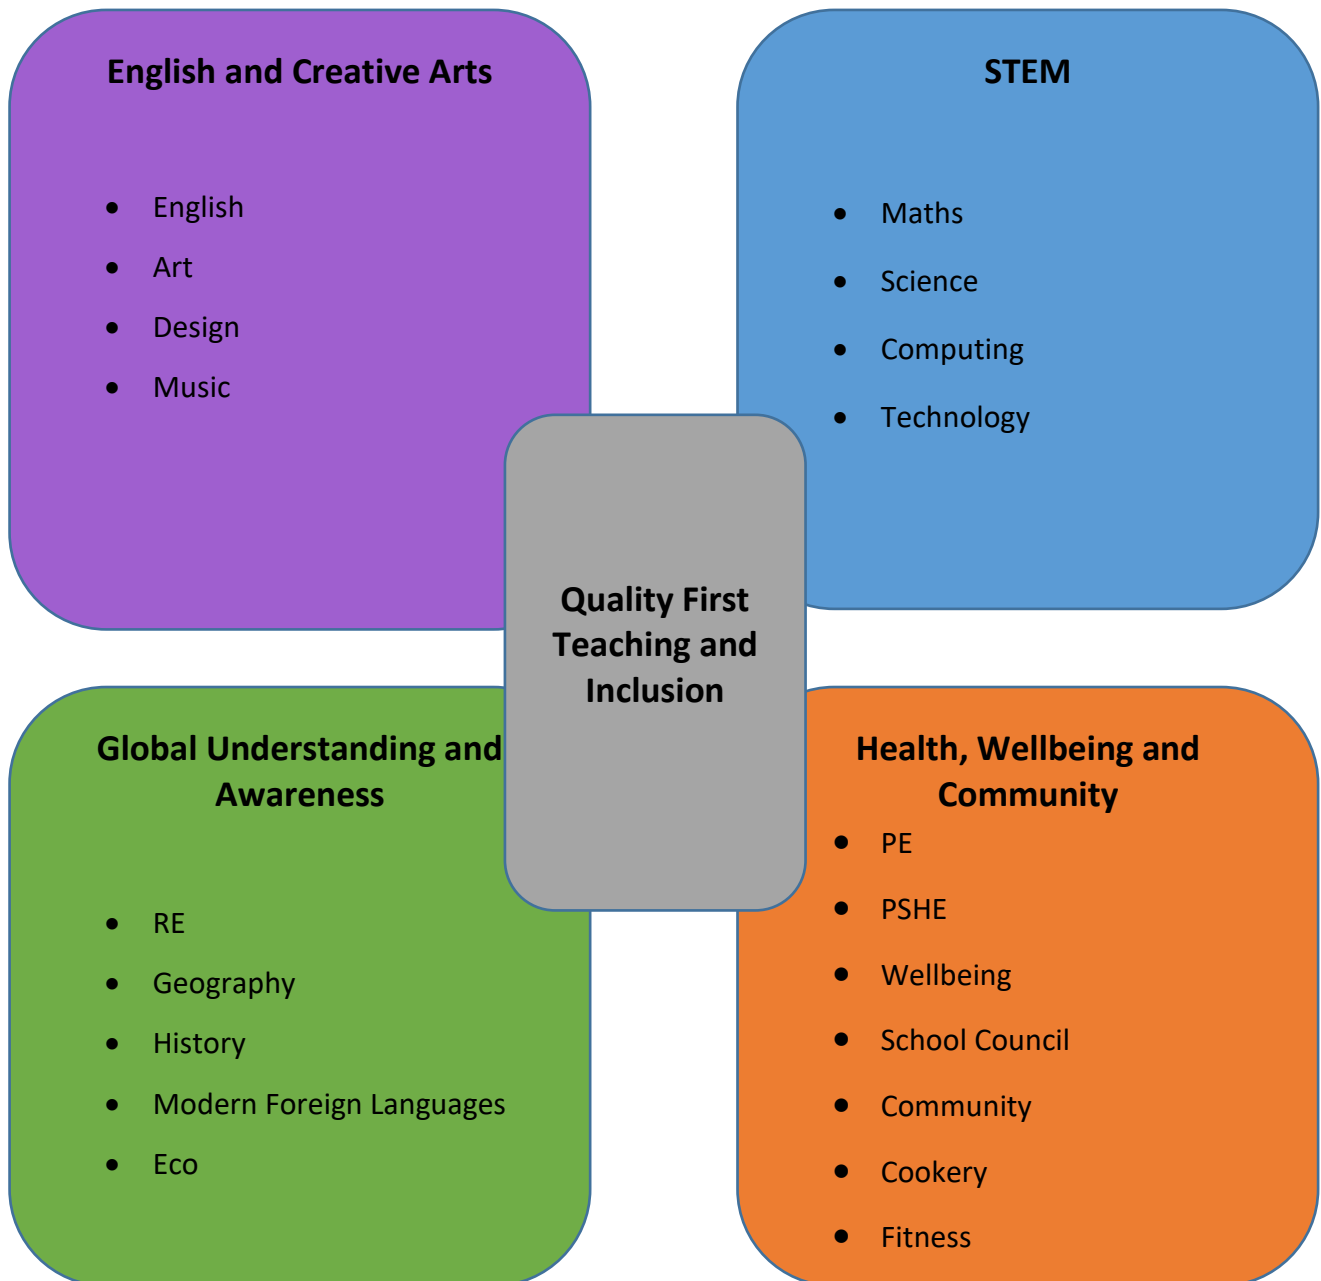 English and Creative Arts
• English
• Art
• Design
• Music
STEM
• Maths
• Science
• Computing
• Technology
Quality First
Teaching and
Inclusion
Global Understanding and
Awareness
• RE
• Geography
• History
• Modern Foreign Languages
• Eco
Health, Wellbeing and
Community
• PE
• PSHE
• Wellbeing
• School Council
• Community
• Cookery
• Fitness